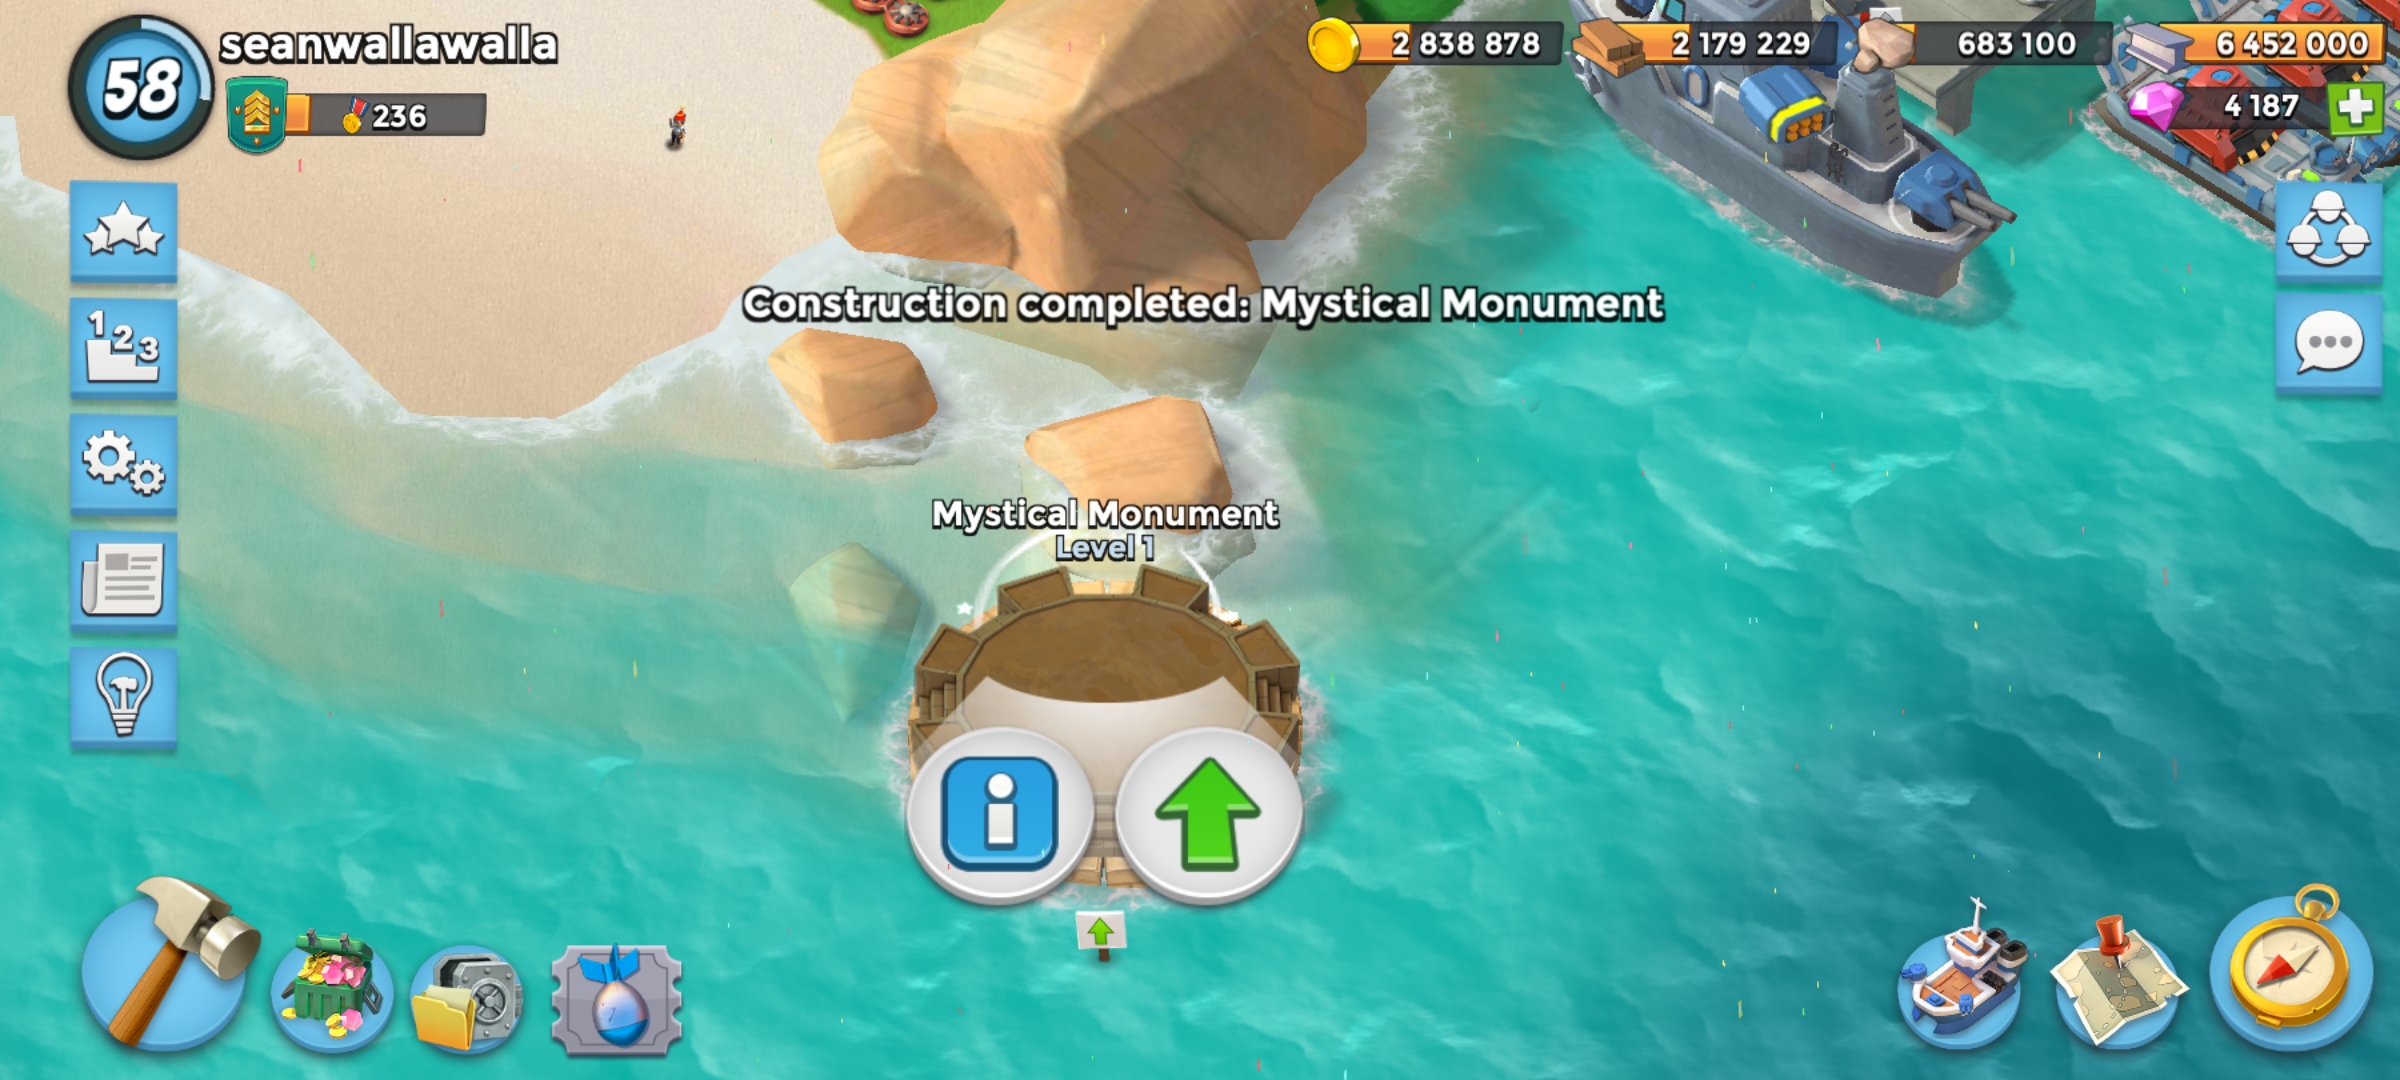 58
seanwallawalla
236
2 838 878
2 179 229
683 100
6 452 000
4 187
1 2 3
Construction completed: Mystical Monument
Mystical Monument
Level 1